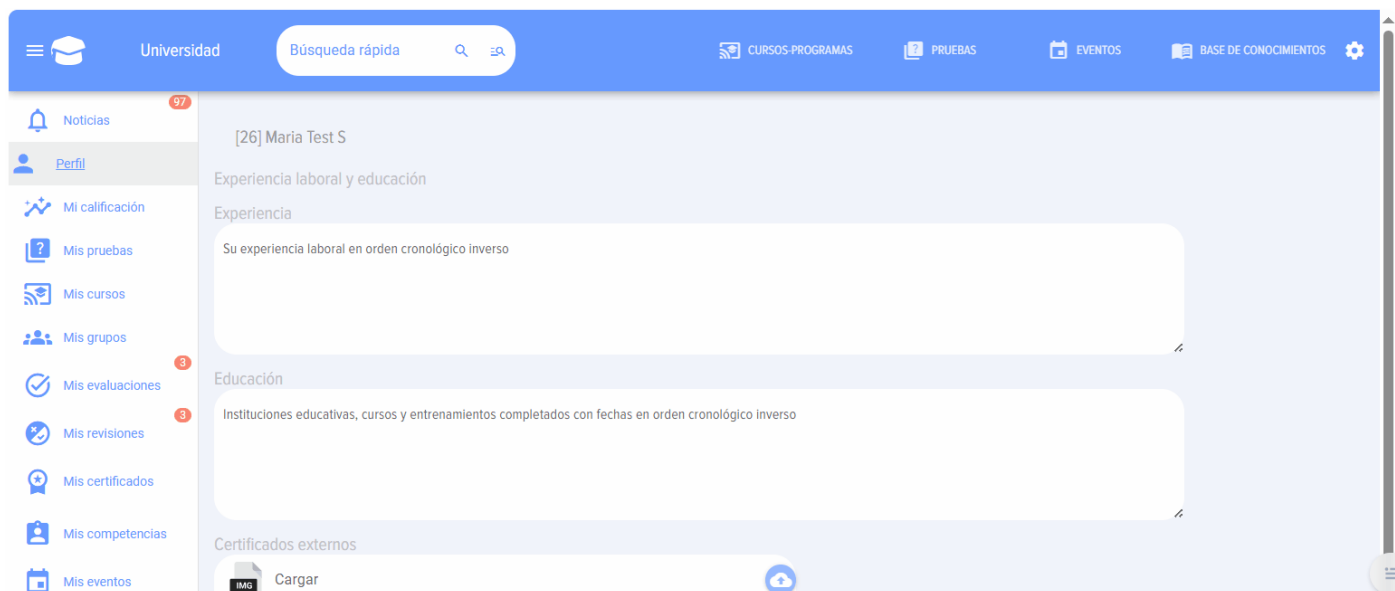 Universidad
Búsqueda rápida
CURSOS-PROGRAMAS
PRUEBAS
EVENTOS
BASE DE CONOCIMIENTOS
97
Noticias
Perfil
Mi calificación
Mis pruebas
Mis cursos
Mis grupos
3
Mis evaluaciones
3
Mis revisiones
Mis certificados
Mis competencias
Mis eventos
[26] Maria Test S
Experiencia laboral y educación
Experiencia
Su experiencia laboral en orden cronológico inverso
Educación
Instituciones educativas, cursos y entrenamientos completados con fechas en orden cronológico inverso
Certificados externos
IMG
Cargar